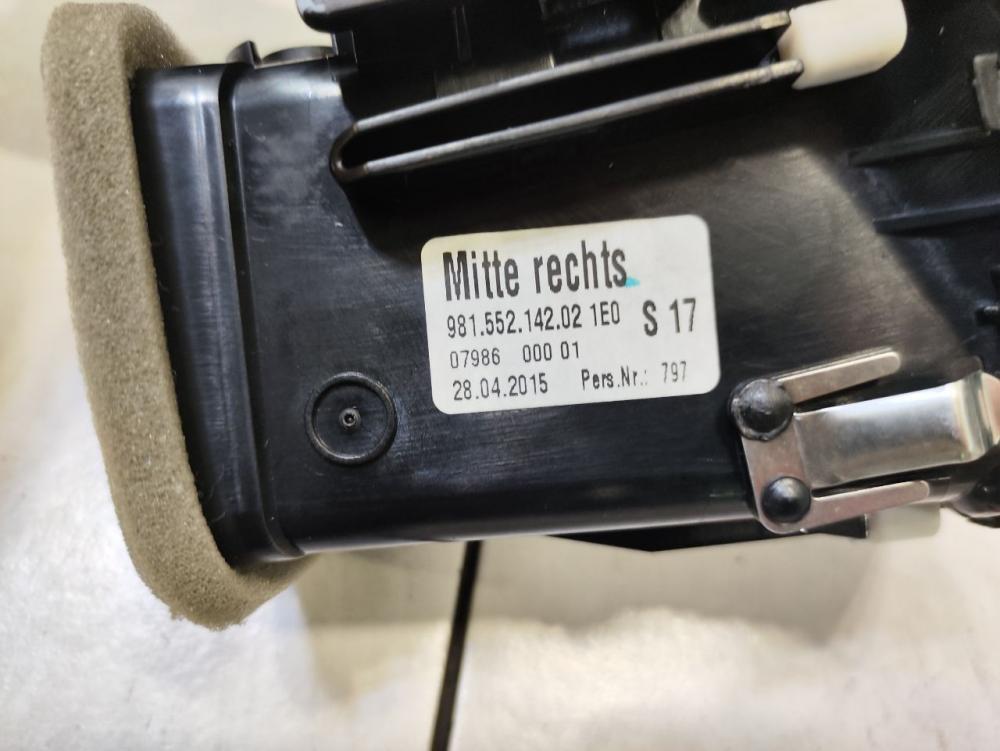 Mitte rechts
981.552.142.02 1E0 S 17
07986 000 01
28.04.2015 Pers.Nr.: 797